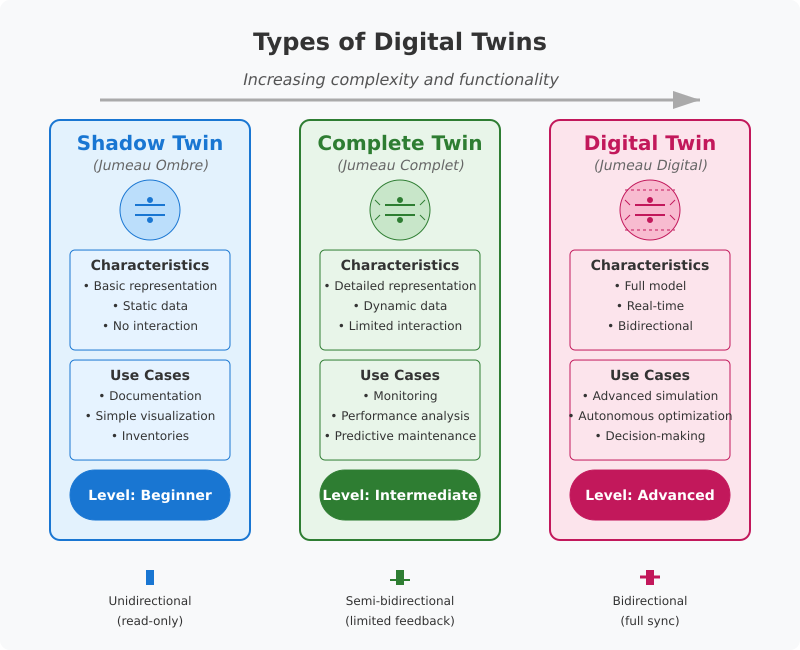 Types of Digital Twins
Increasing complexity and functionality
Shadow Twin
(Jumeau Ombre)
Characteristics
• Basic representation
• Static data
• No interaction
Use Cases
• Documentation
• Simple visualization
• Inventories
Level: Beginner
Unidirectional
(read-only)
Complete Twin
(Jumeau Complet)
Characteristics
• Detailed representation
• Dynamic data
• Limited interaction
Use Cases
• Monitoring
• Performance analysis
• Predictive maintenance
Level: Intermediate
Semi-bidirectional
(limited feedback)
Digital Twin
(Jumeau Digital)
Characteristics
• Full model
• Real-time
• Bidirectional
Use Cases
• Advanced simulation
• Autonomous optimization
• Decision-making
Level: Advanced
Bidirectional
(full sync)